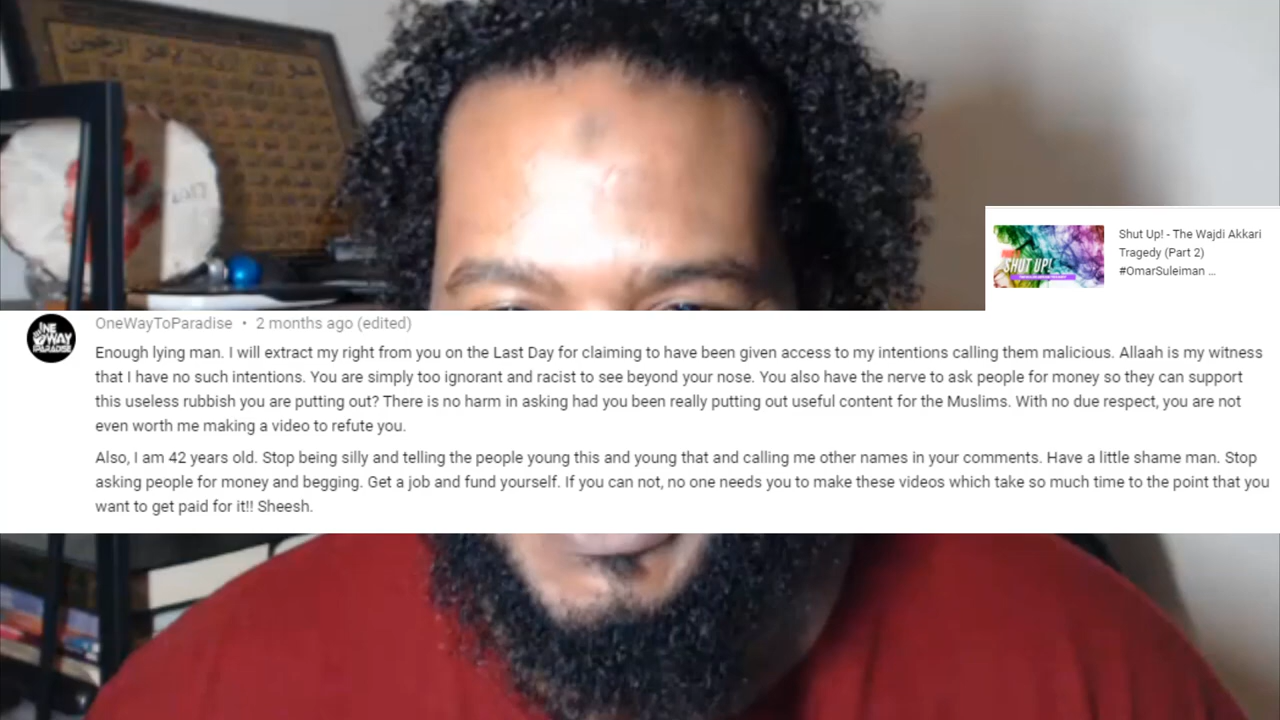 Shut Up! - The Wajdi Akkari
Tragedy (Part 2)
#OmarSuleiman ...
SHUT UP!
OneWayToParadise • 2 months ago (edited)
Enough lying man. I will extract my right from you on the Last Day for claiming to have been given access to my intentions calling them malicious. Allaah is my witness
that I have no such intentions. You are simply too ignorant and racist to see beyond your nose. You also have the nerve to ask people for money so they can support
this useless rubbish you are putting out? There is no harm in asking had you been really putting out useful content for the Muslims. With no due respect, you are not
even worth me making a video to refute you.
Also, I am 42 years old. Stop being silly and telling the people young this and young that and calling me other names in your comments. Have a little shame man. Stop
asking people for money and begging. Get a job and fund yourself. If you can not, no one needs you to make these videos which take so much time to the point that you
want to get paid for it!! Sheesh.